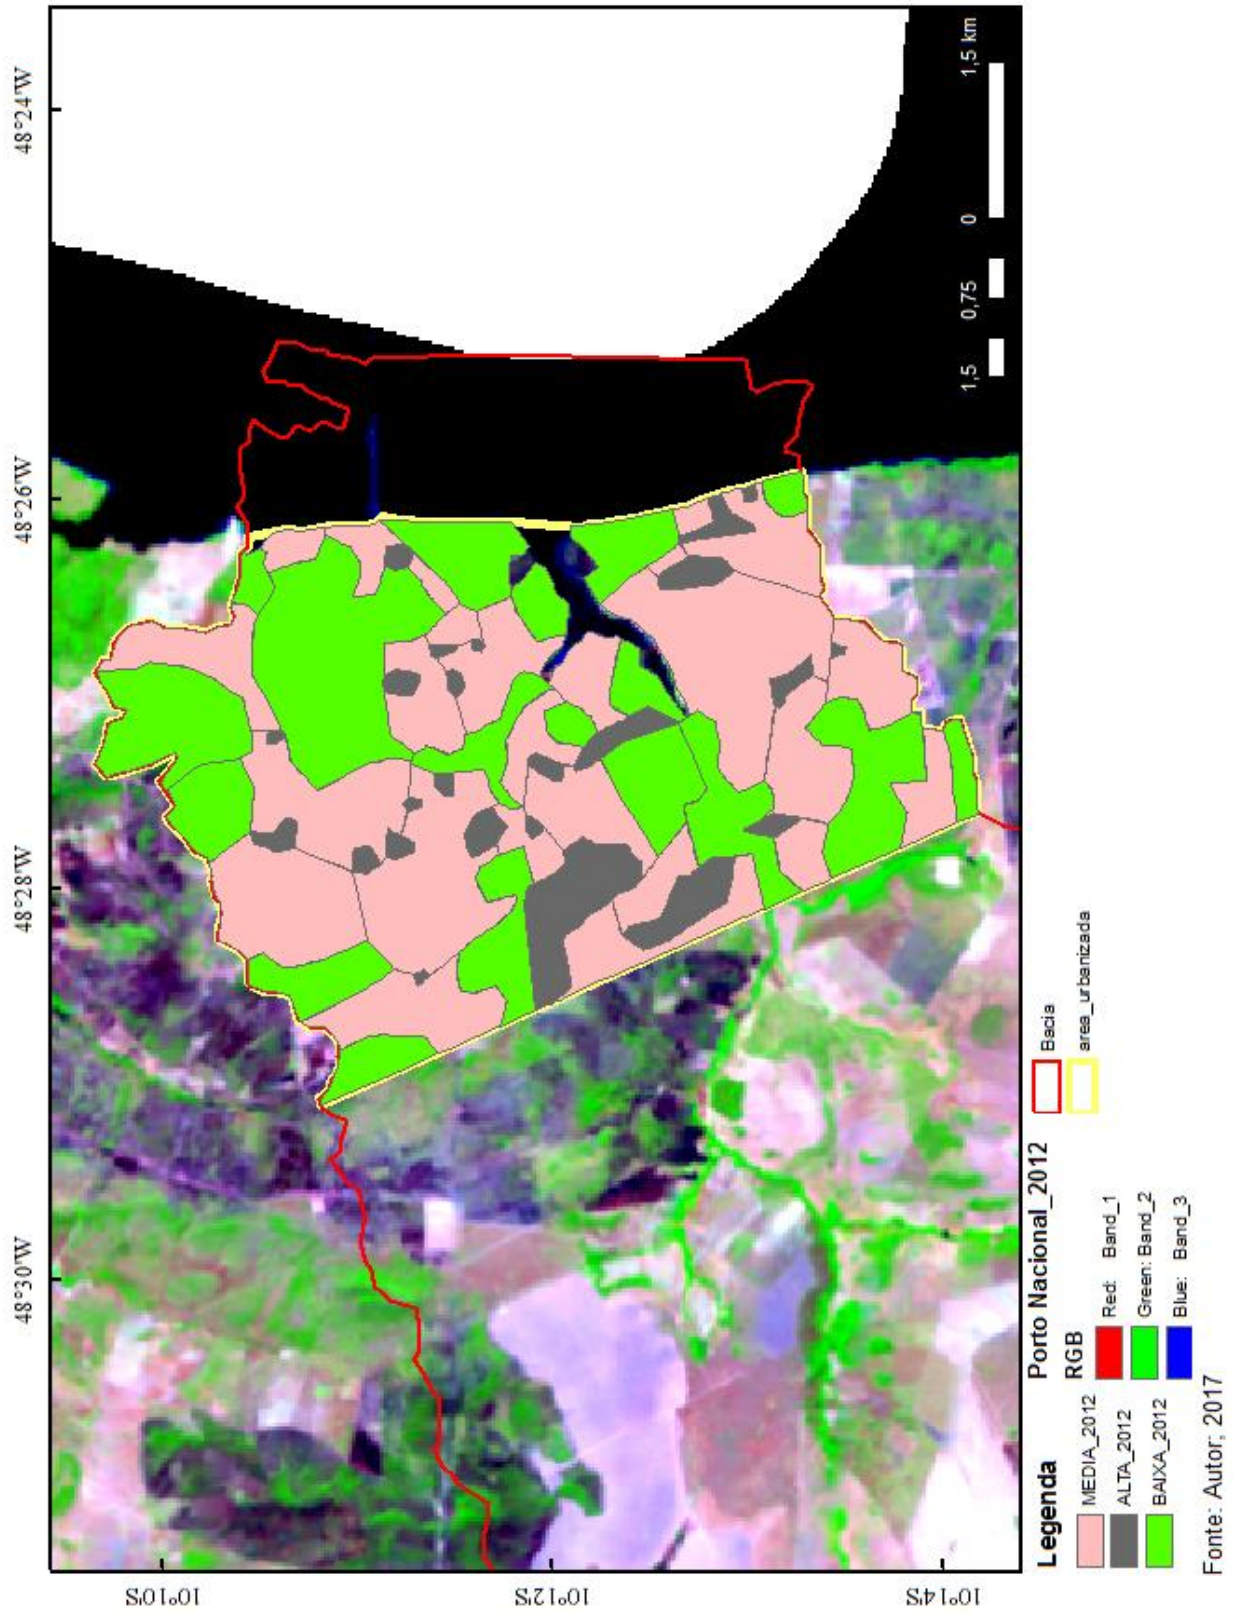 48°30'W
48°28'W
48°26'W
48°24'W
10°10'S
10°12'S
10°14'S
1,5
0,75
0
1,5 km
Legenda
MEDIA_2012
ALTA_2012
BAIXA_2012
Porto Nacional_2012
RGB
Red: Band_1
Green: Band_2
Blue: Band_3
Bacia
area_urbanizada
Fonte: Autor; 2017